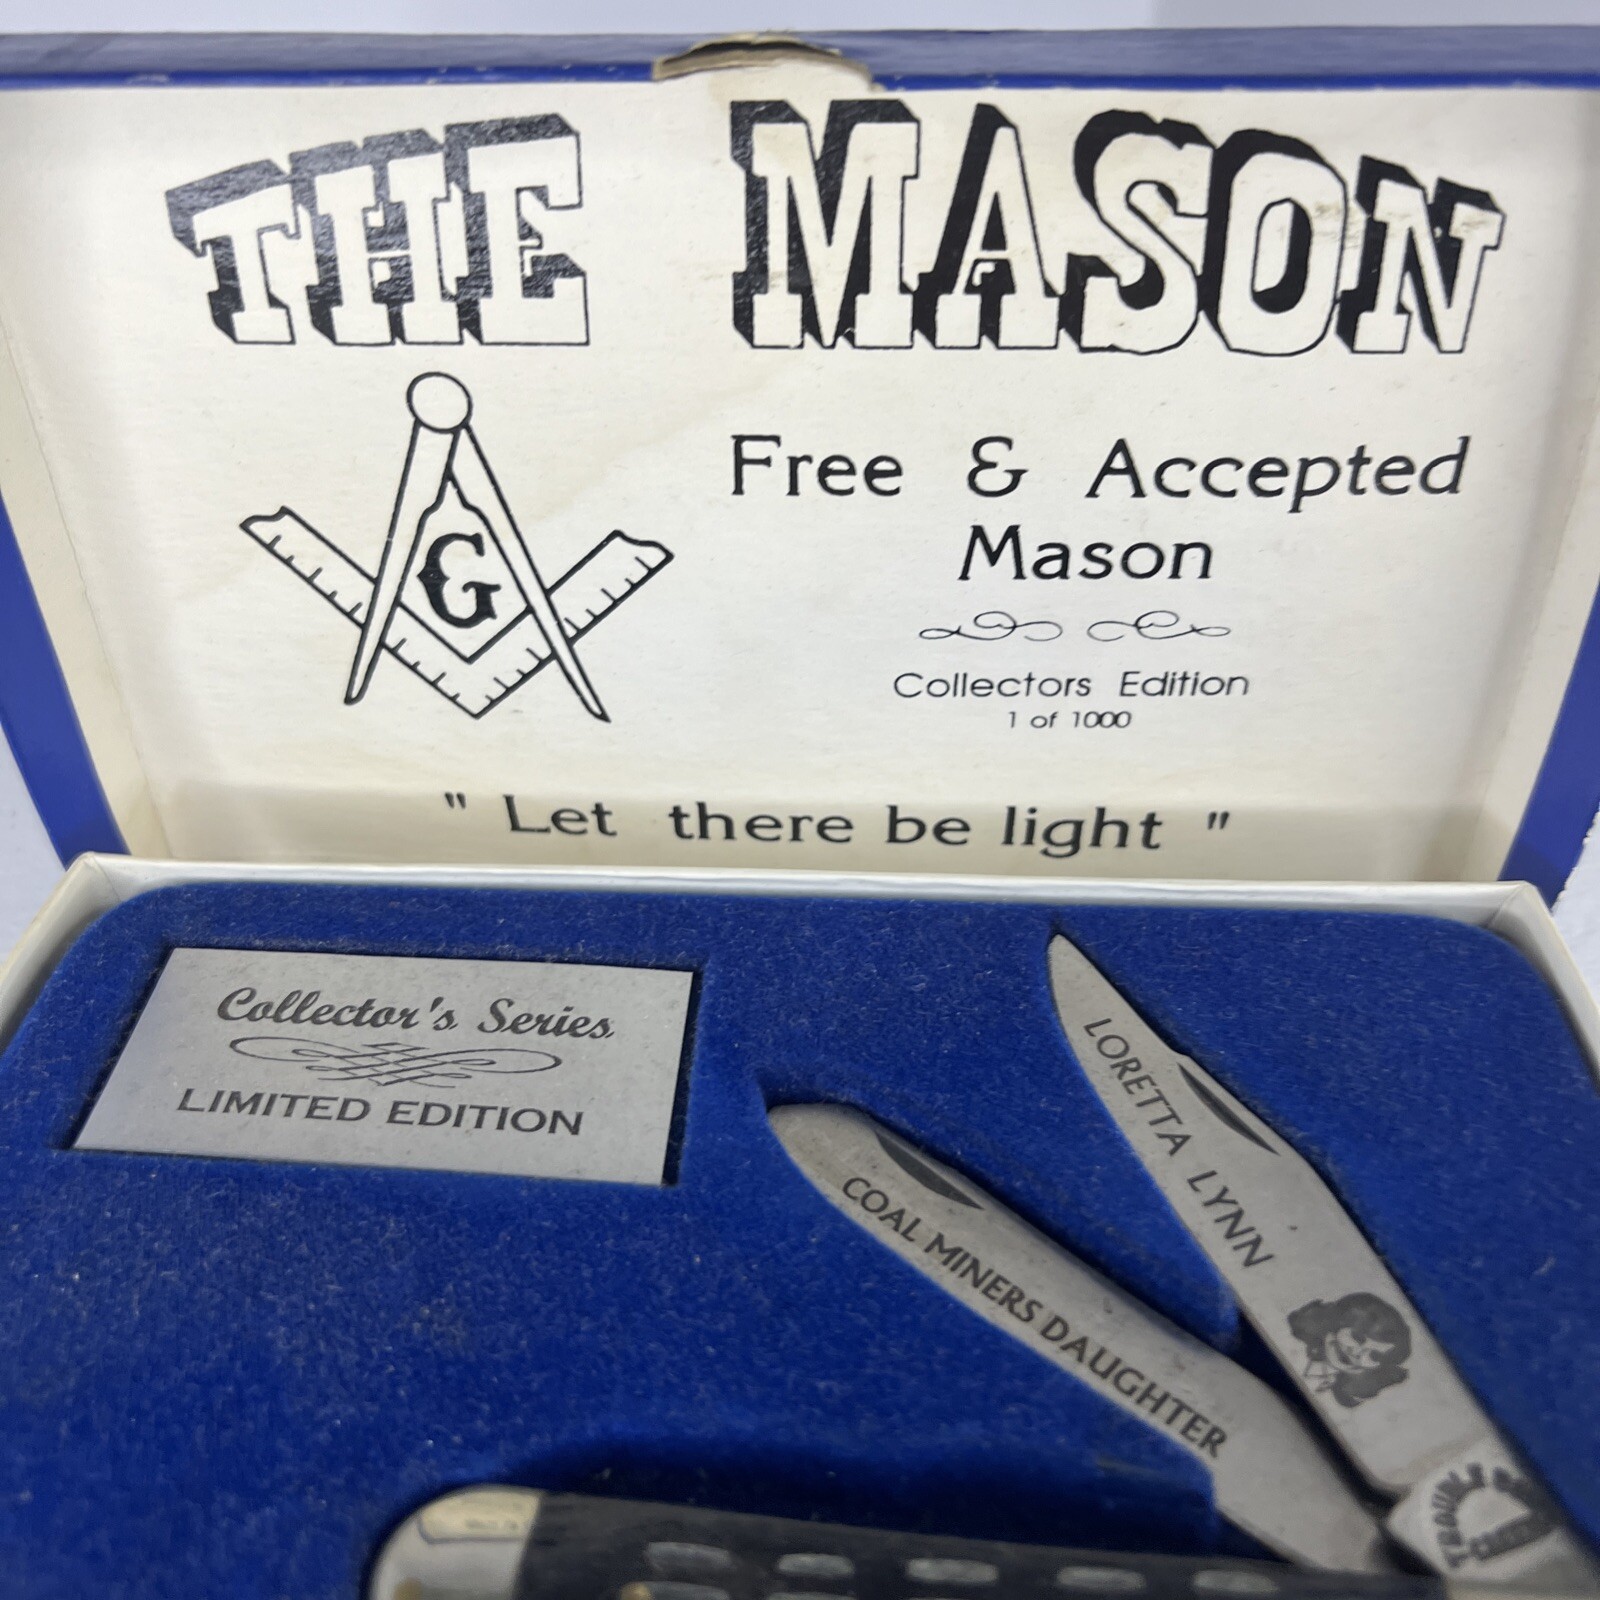 THE MASON
G
Free & Accepted
Mason
Collectors Edition
1 of 1000
" Let there be light "
Collector's Series
LIMITED EDITION
LORETTA LYNN
COAL MINERS DAUGHTER
TROUBLE